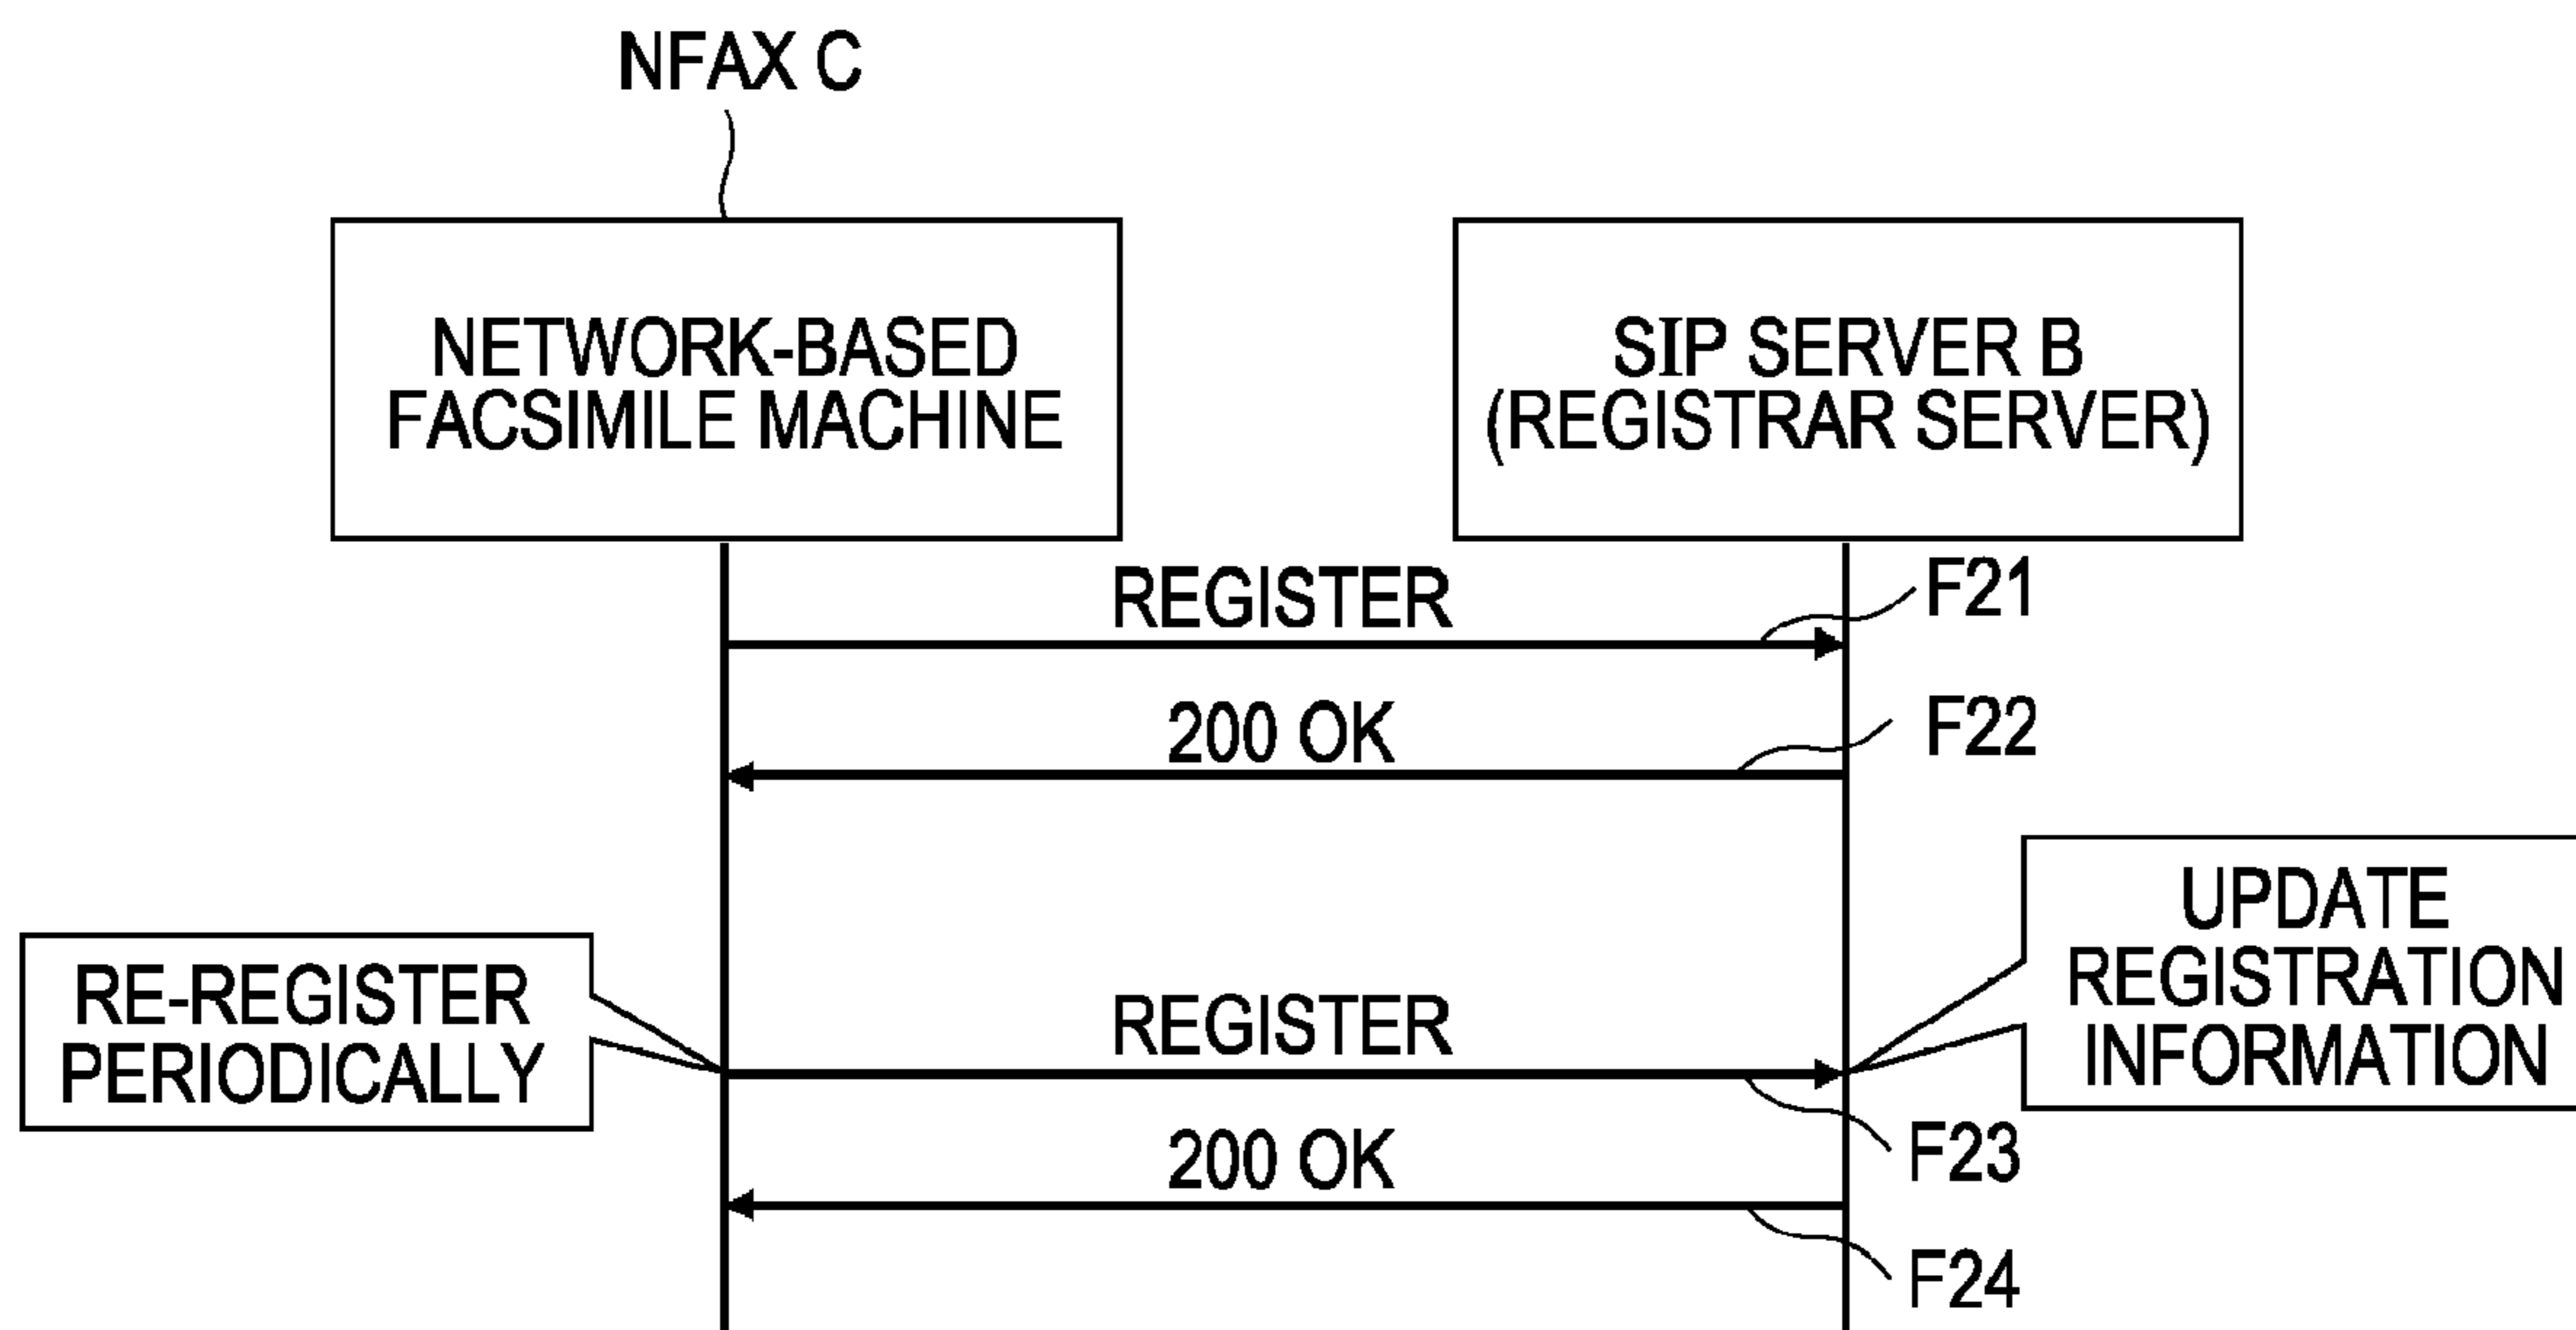 NFAX C
NETWORK-BASED
FACSIMILE MACHINE
SIP SERVER B
(REGISTRAR SERVER)
REGISTER
F21
200 OK
F22
RE-REGISTER
PERIODICALLY
REGISTER
UPDATE
REGISTRATION
INFORMATION
F23
200 OK
F24